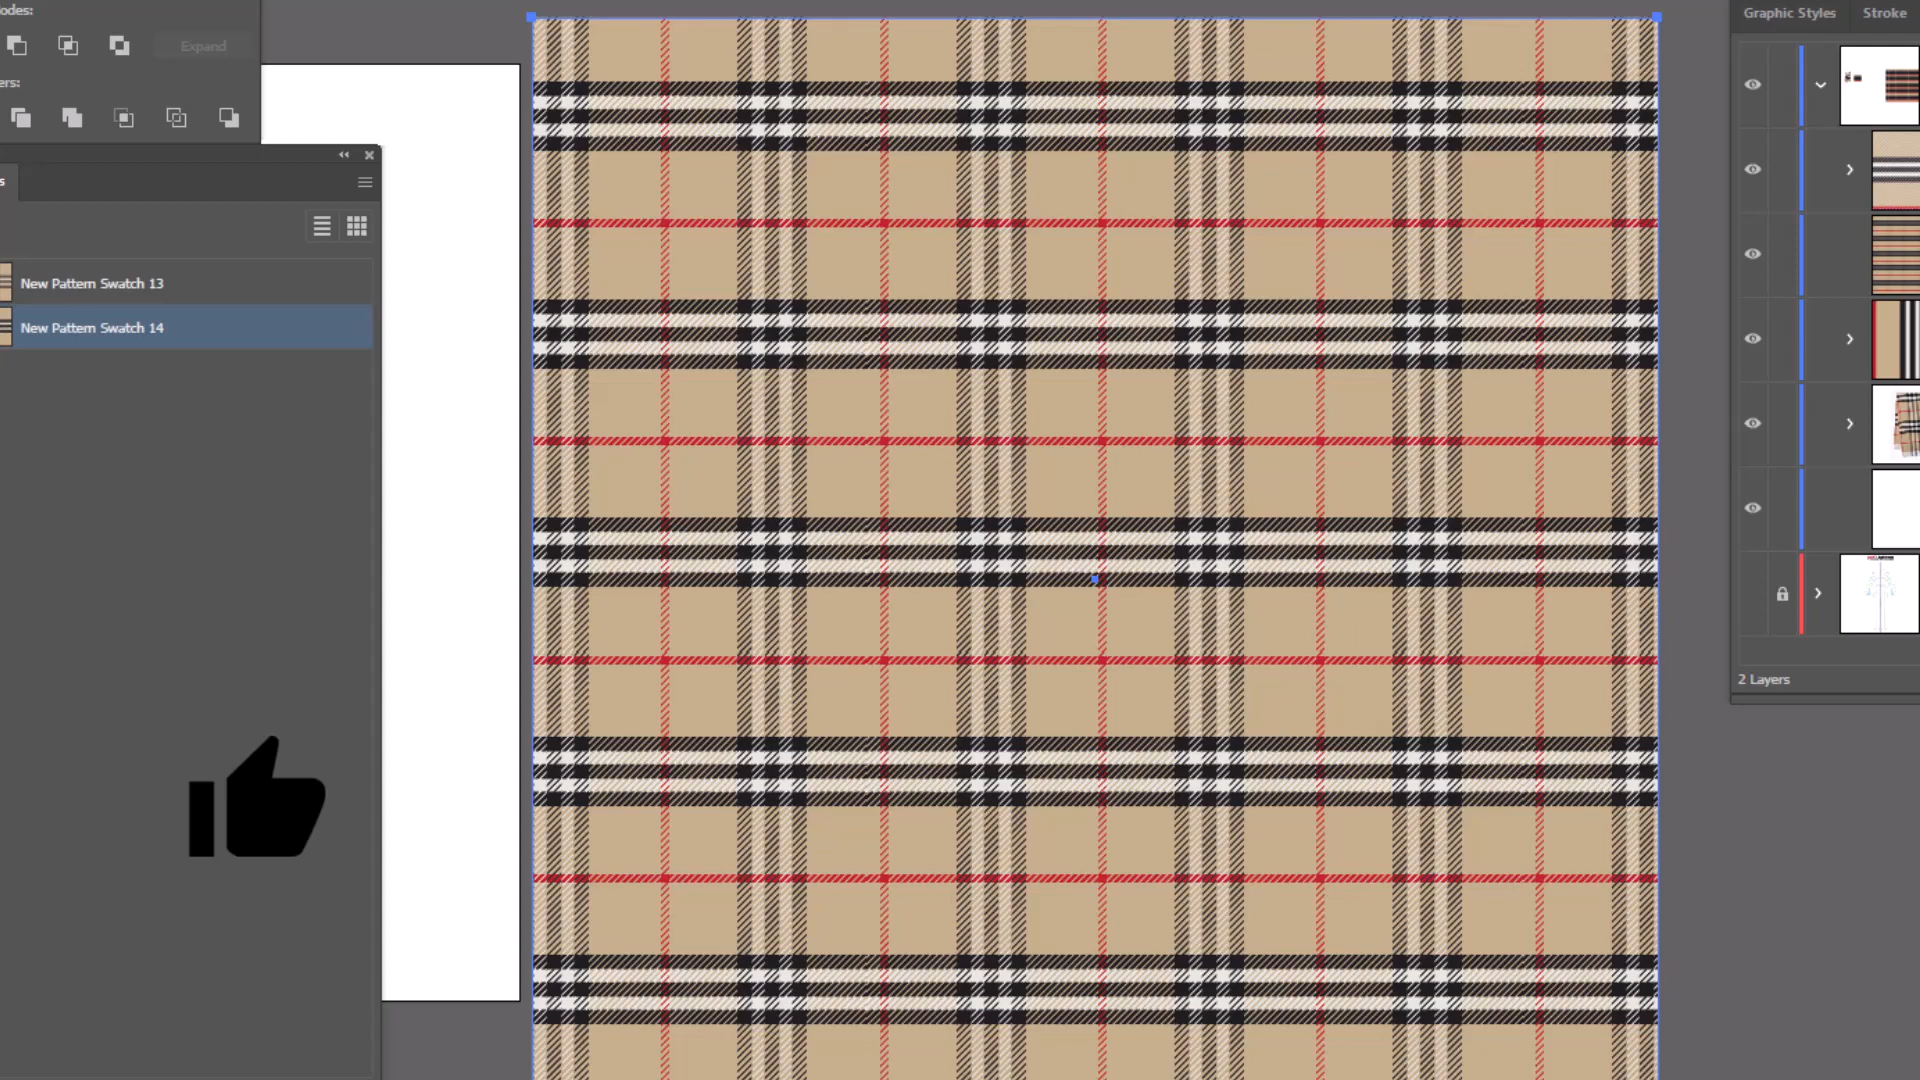 odes:
Expand
ers:
s
New Pattern Swatch 13
New Pattern Swatch 14
Graphic Styles
Stroke
2 Layers